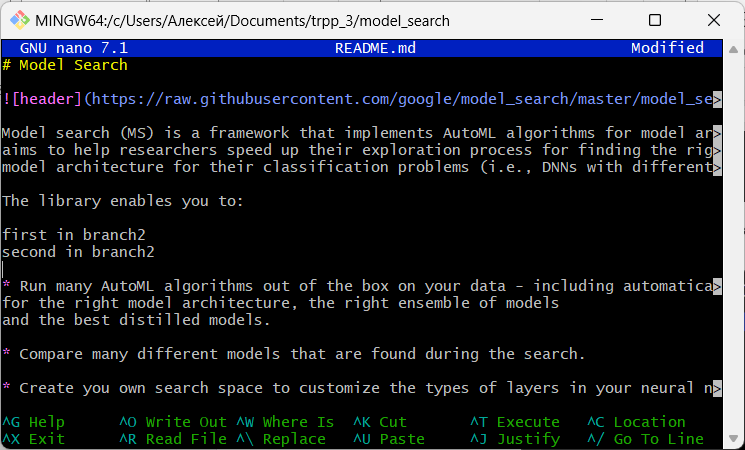 MINGW64:/c/Users/Алексей/Documents/trpp_3/model_search
GNU nano 7.1 README.md Modified
# Model Search
![header](https://raw.githubusercontent.com/google/model_search/master/model_se>
Model search (MS) is a framework that implements AutoML algorithms for model ar>
aims to help researchers speed up their exploration process for finding the rig>
model architecture for their classification problems (i.e., DNNs with different>
The library enables you to:
first in branch2
second in branch2
* Run many AutoML algorithms out of the box on your data - including automatica>
for the right model architecture, the right ensemble of models
and the best distilled models.
* Compare many different models that are found during the search.
* Create you own search space to customize the types of layers in your neural n>
^G Help ^O Write Out ^W Where Is ^K Cut ^T Execute ^C Location
^X Exit ^R Read File ^\ Replace ^U Paste ^J Justify ^/ Go To Line